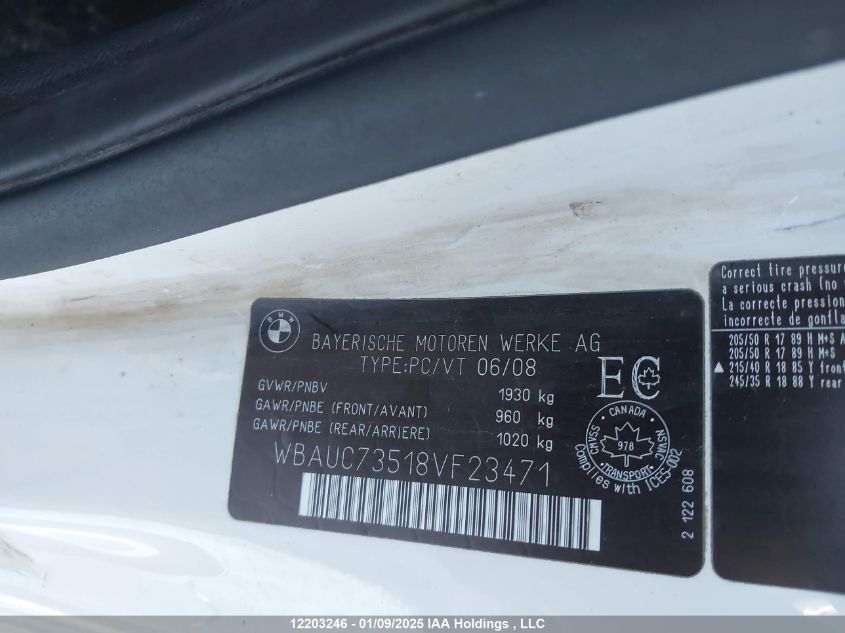 BMW
BAYERISCHE MOTOREN WERKE AG
TYPE:PC/VT 06/08
GVWR/PNBV 1930 kg
GAWR/PNBE (FRONT/AVANT) 960 kg
GAWR/PNBE (REAR/ARRIERE) 1020 kg
WBAUC73518VF23471
EC
CANADA
CMVSS
NSVAC
978
TRANSPORT
Complies with ICES-002
2 122 608
Correct tire pressure
a serious crash (no
La correcte pression
incorrecte de gonfla
205/50 R 17 89 H M+S A
205/50 R 17 89 H M+S
215/40 R 18 85 Y front
245/35 R 18 88 Y rear
12203246 - 01/09/2025 IAA Holdings , LLC